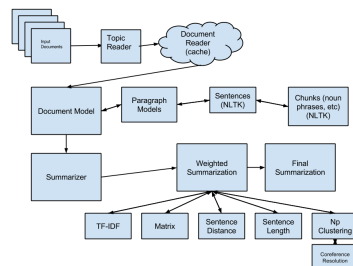 Input
Documents
Topic
Reader
Document
Reader
(cache)
Document Model
Paragraph
Models
Sentences
(NLTK)
Chunks (noun
phrases, etc)
(NLTK)
Summarizer
Weighted
Summarization
Final
Summarization
TF-IDF
Matrix
Sentence
Distance
Sentence
Length
Np
Clustering
Coreference
Resolution